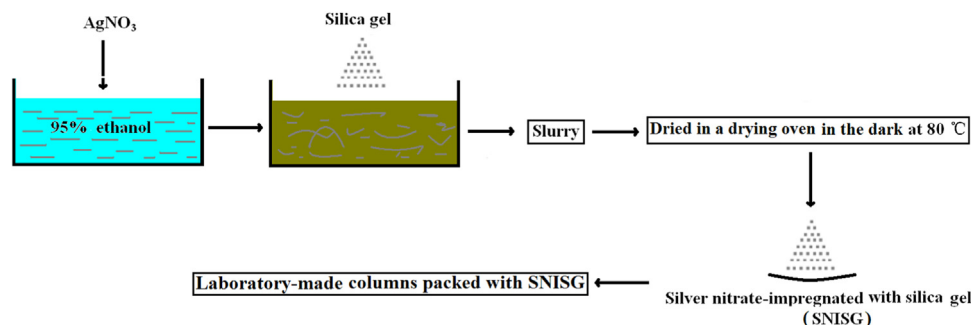 AgNO₃
Silica gel
95% ethanol
Slurry
Dried in a drying oven in the dark at 80 ℃
Laboratory-made columns packed with SNISG
Silver nitrate-impregnated with silica gel
(SNISG)